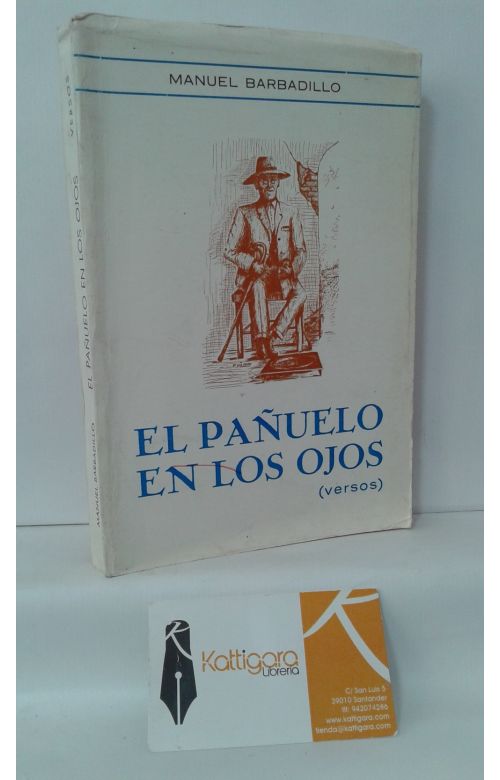 MANUEL BARBADILLO
EL PAÑUELO
EN LOS OJOS
(versos)
MANUEL BARBADILLO EL PAÑUELO EN LOS OJOS VERSOS
Kattigara
Librería
C/ San Luis 5
39010 Santander
tlf: 942074286
www.kattigara.com
tienda@kattigara.com